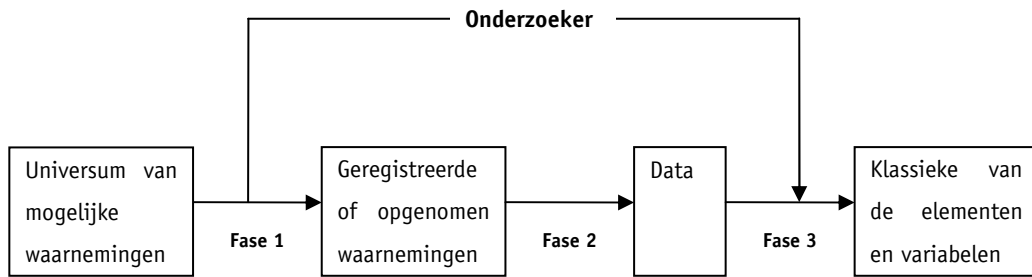 Onderzoeker
Universum van
mogelijke
waarnemingen
Fase 1
Geregistreerde
of opgenomen
waarnemingen
Fase 2
Data
Fase 3
Klassieke van
de elementen
en variabelen